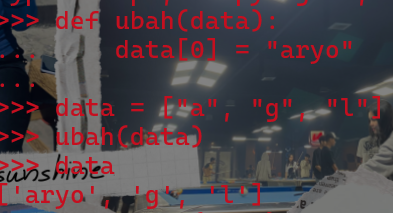 >>> def ubah(data):
... data[0] = "aryo"
...
>>> data = ["a", "g", "l"]
>>> ubah(data)
>>> data
sunshine
['aryo', 'g', 'l']